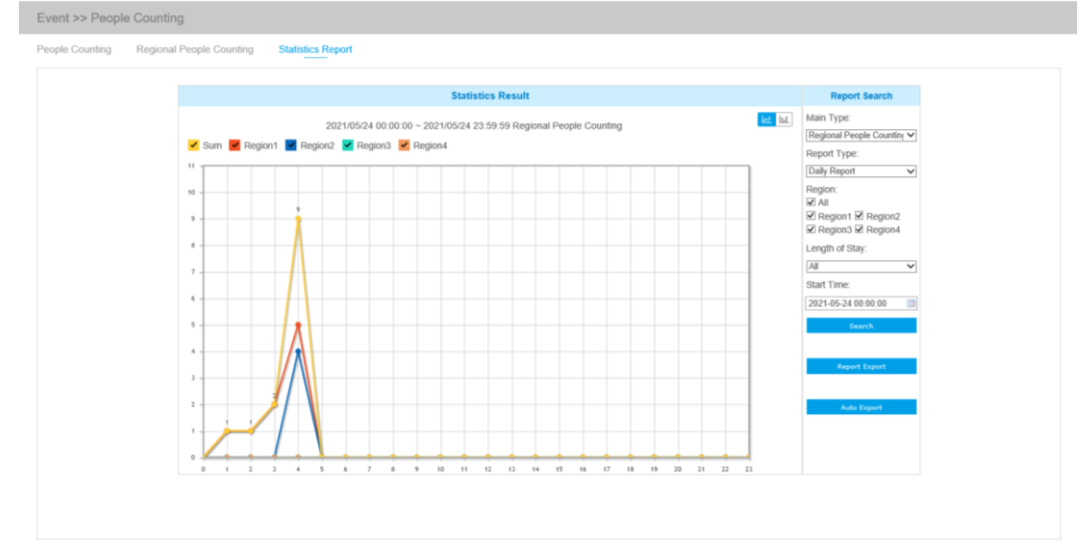 Event >> People Counting
People Counting Regional People Counting Statistics Report
Statistics Result
2021/05/24 00:00:00 ~ 2021/05/24 23:59:59 Regional People Counting
Sum Region1 Region2 Region3 Region4
11
10
9
8
7
6
5
4
3
2
1
0
9
1 1 2
0 1 2 3 4 5 6 7 8 9 10 11 12 13 14 15 16 17 18 19 20 21 22 23
Report Search
Main Type:
Regional People Counting
Report Type:
Daily Report
Region:
All
Region1 Region2
Region3 Region4
Length of Stay:
All
Start Time:
2021-05-24 00:00:00
Search
Report Export
Auto Export